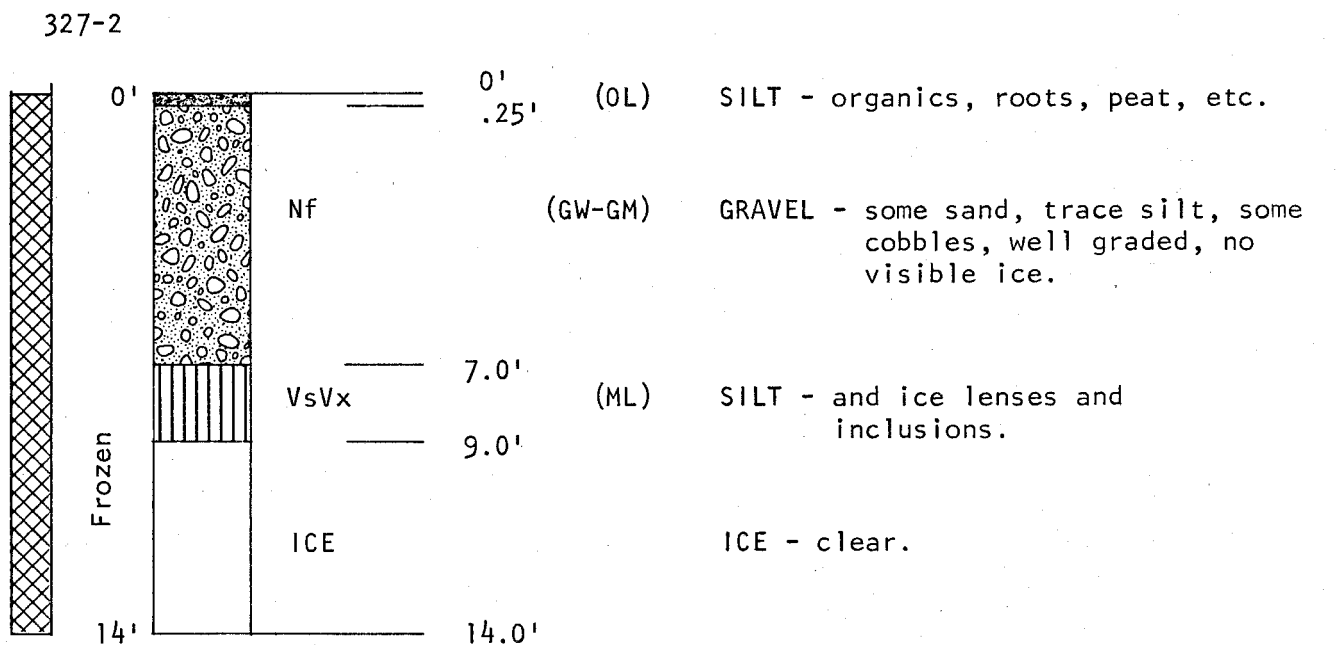 327-2
0' 0' (OL) SILT - organics, roots, peat, etc.
.25'
Nf (GW-GM) GRAVEL - some sand, trace silt, some
cobbles, well graded, no
visible ice.
7.0'
VsVx (ML) SILT - and ice lenses and
inclusions.
9.0'
Frozen
ICE ICE - clear.
14' 14.0'